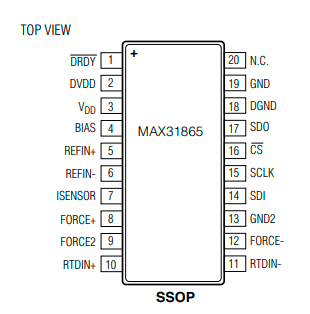 TOP VIEW
DRDY 1 + 20 N.C.
DVDD 2 19 GND
VDD 3 18 DGND
BIAS 4 MAX31865 17 SDO
REFIN+ 5 16 CS
REFIN- 6 15 SCLK
ISENSOR 7 14 SDI
FORCE+ 8 13 GND2
FORCE2 9 12 FORCE-
RTDIN+ 10 11 RTDIN-
SSOP